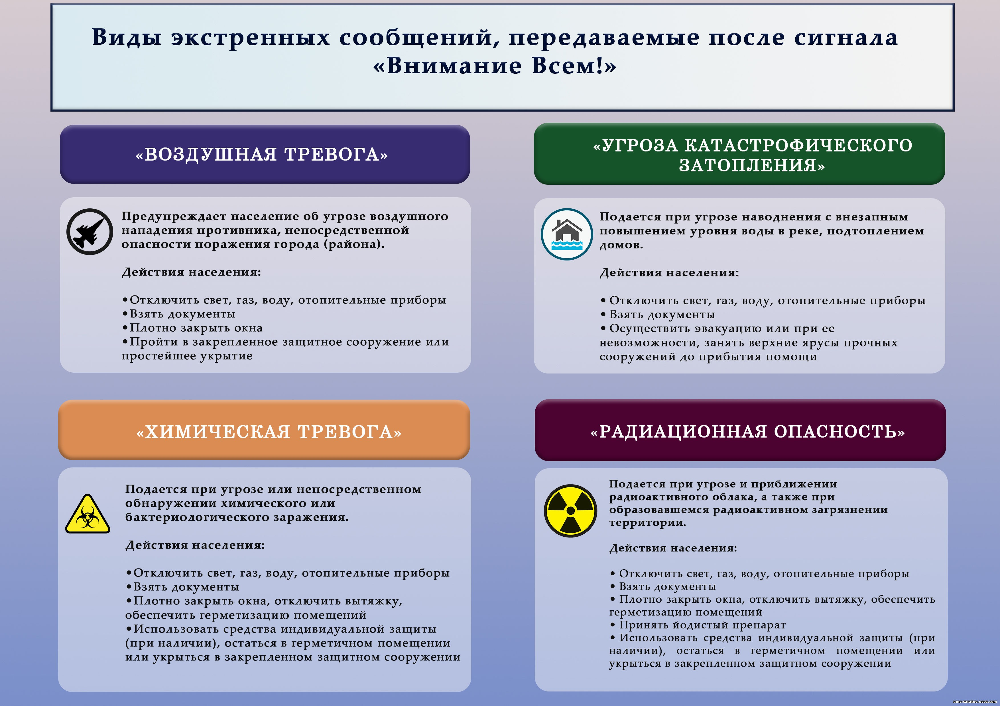 Виды экстренных сообщений, передаваемые после сигнала
«Внимание Всем!»
«ВОЗДУШНАЯ ТРЕВОГА»
Предупреждает население об угрозе воздушного
нападения противника, непосредственной
опасности поражения города (района).
Действия населения:
•Отключить свет, газ, воду, отопительные приборы
•Взять документы
•Плотно закрыть окна
•Пройти в закрепленное защитное сооружение или
простейшее укрытие
«УГРОЗА КАТАСТРОФИЧЕСКОГО
ЗАТОПЛЕНИЯ»
Подается при угрозе наводнения с внезапным
повышением уровня воды в реке, подтоплением
домов.
Действия населения:
• Отключить свет, газ, воду, отопительные приборы
• Взять документы
• Осуществить эвакуацию или при ее
невозможности, занять верхние ярусы прочных
сооружений до прибытия помощи
«ХИМИЧЕСКАЯ ТРЕВОГА»
Подается при угрозе или непосредственном
обнаружении химического или
бактериологического заражения.
Действия населения:
•Отключить свет, газ, воду, отопительные приборы
•Взять документы
•Плотно закрыть окна, отключить вытяжку,
обеспечить герметизацию помещений
•Использовать средства индивидуальной защиты
(при наличии), остаться в герметичном помещении
или укрыться в закрепленном защитном сооружении
«РАДИАЦИОННАЯ ОПАСНОСТЬ»
Подается при угрозе и приближении
радиоактивного облака, а также при
образовавшемся радиоактивном загрязнении
территории.
Действия населения:
• Отключить свет, газ, воду, отопительные приборы
• Взять документы
• Плотно закрыть окна, отключить вытяжку, обеспечить
герметизацию помещений
• Принять йодистый препарат
• Использовать средства индивидуальной защиты (при
наличии), остаться в герметичном помещении или
укрыться в закрепленном защитном сооружении
umc-saratov.ucoz.com